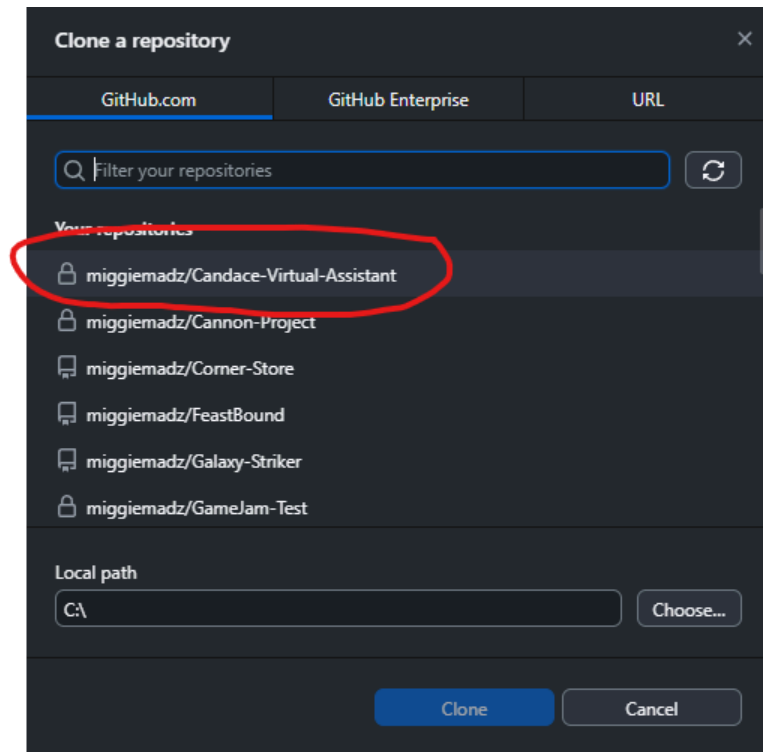 Clone a repository
GitHub.com GitHub Enterprise URL
Filter your repositories
Your repositories
miggiemadz/Candace-Virtual-Assistant
miggiemadz/Cannon-Project
miggiemadz/Corner-Store
miggiemadz/FeastBound
miggiemadz/Galaxy-Striker
miggiemadz/GameJam-Test
Local path
C:\
Choose...
Clone Cancel